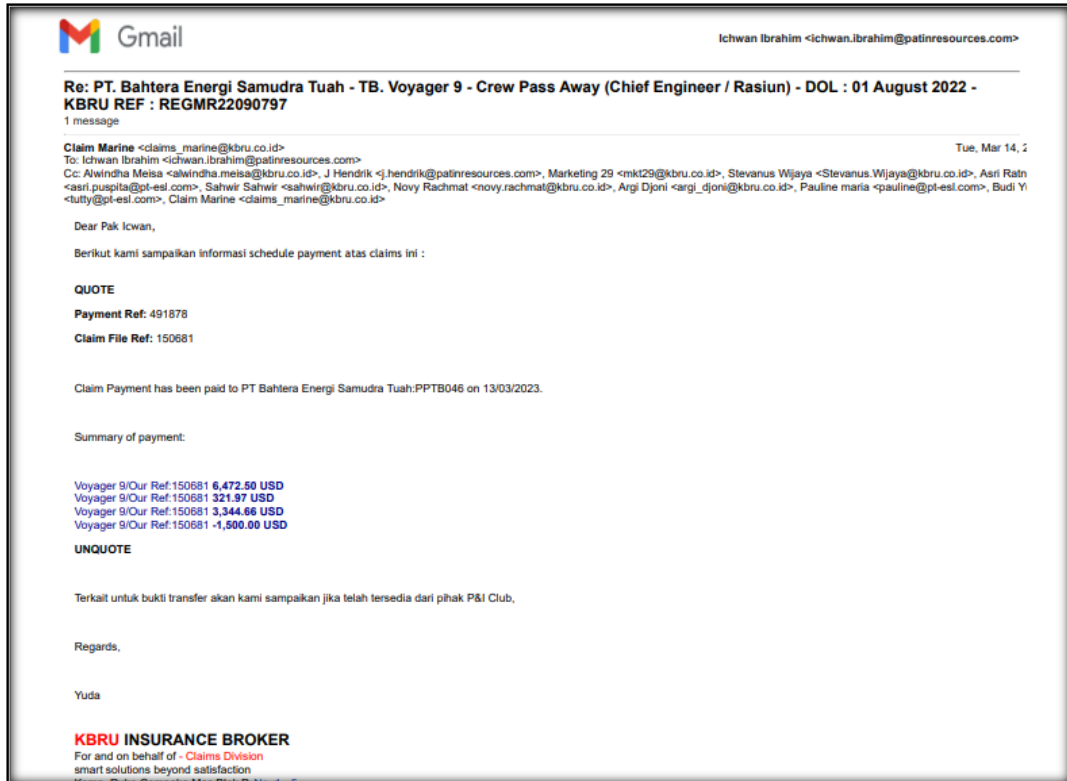 Gmail
Ichwan Ibrahim <ichwan.ibrahim@patinresources.com>
Re: PT. Bahtera Energi Samudra Tuah - TB. Voyager 9 - Crew Pass Away (Chief Engineer / Rasiun) - DOL : 01 August 2022 -
KBRU REF : REGMR22090797
1 message
Claim Marine <claims_marine@kbru.co.id>
Tue, Mar 14, 2
To: Ichwan Ibrahim <ichwan.ibrahim@patinresources.com>
Cc: Alwindha Meisa <alwindha.meisa@kbru.co.id>, J Hendrik <j.hendrik@patinresources.com>, Marketing 29 <mkt29@kbru.co.id>, Stevanus Wijaya <Stevanus.Wijaya@kbru.co.id>, Asri Ratn
<asri.puspita@pt-esl.com>, Sahwir Sahwir <sahwir@kbru.co.id>, Novy Rachmat <novy.rachmat@kbru.co.id>, Argi Djoni <argi_djoni@kbru.co.id>, Pauline maria <pauline@pt-esl.com>, Budi Y
<tutty@pt-esl.com>, Claim Marine <claims_marine@kbru.co.id>
Dear Pak Icwan,
Berikut kami sampaikan informasi schedule payment atas claims ini :
QUOTE
Payment Ref: 491878
Claim File Ref: 150681
Claim Payment has been paid to PT Bahtera Energi Samudra Tuah:PPTB046 on 13/03/2023.
Summary of payment:
Voyager 9/Our Ref:150681 6,472.50 USD
Voyager 9/Our Ref:150681 321.97 USD
Voyager 9/Our Ref:150681 3,344.66 USD
Voyager 9/Our Ref:150681 -1,500.00 USD
UNQUOTE
Terkait untuk bukti transfer akan kami sampaikan jika telah tersedia dari pihak P&I Club,
Regards,
Yuda
KBRU INSURANCE BROKER
For and on behalf of - Claims Division
smart solutions beyond satisfaction